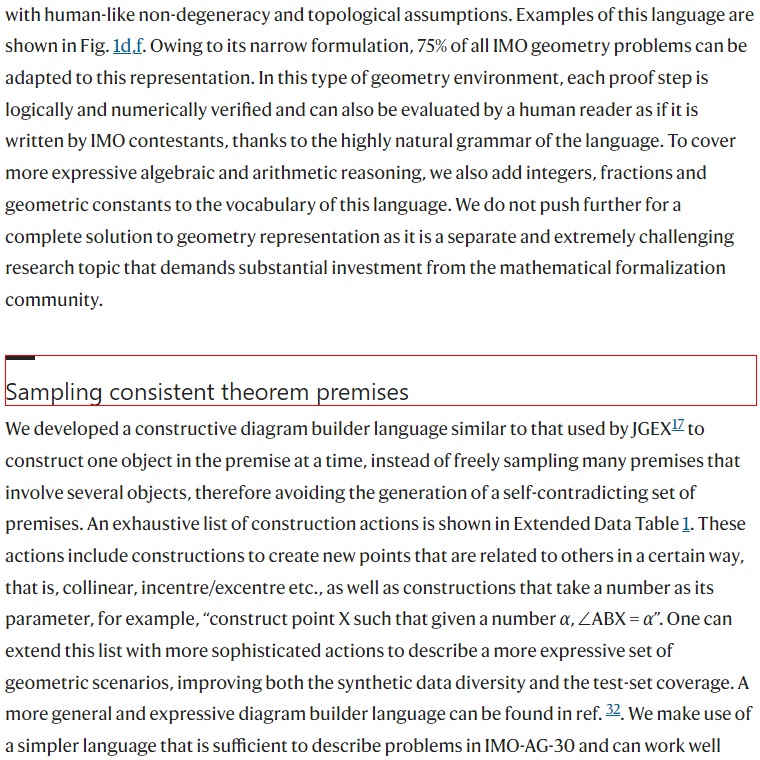 with human-like non-degeneracy and topological assumptions. Examples of this language are
shown in Fig. 1d,f. Owing to its narrow formulation, 75% of all IMO geometry problems can be
adapted to this representation. In this type of geometry environment, each proof step is
logically and numerically verified and can also be evaluated by a human reader as if it is
written by IMO contestants, thanks to the highly natural grammar of the language. To cover
more expressive algebraic and arithmetic reasoning, we also add integers, fractions and
geometric constants to the vocabulary of this language. We do not push further for a
complete solution to geometry representation as it is a separate and extremely challenging
research topic that demands substantial investment from the mathematical formalization
community.
Sampling consistent theorem premises
We developed a constructive diagram builder language similar to that used by JGEX17 to
construct one object in the premise at a time, instead of freely sampling many premises that
involve several objects, therefore avoiding the generation of a self-contradicting set of
premises. An exhaustive list of construction actions is shown in Extended Data Table 1. These
actions include constructions to create new points that are related to others in a certain way,
that is, collinear, incentre/excentre etc., as well as constructions that take a number as its
parameter, for example, “construct point X such that given a number α, ∠ABX = α”. One can
extend this list with more sophisticated actions to describe a more expressive set of
geometric scenarios, improving both the synthetic data diversity and the test-set coverage. A
more general and expressive diagram builder language can be found in ref. 32. We make use of
a simpler language that is sufficient to describe problems in IMO-AG-30 and can work well